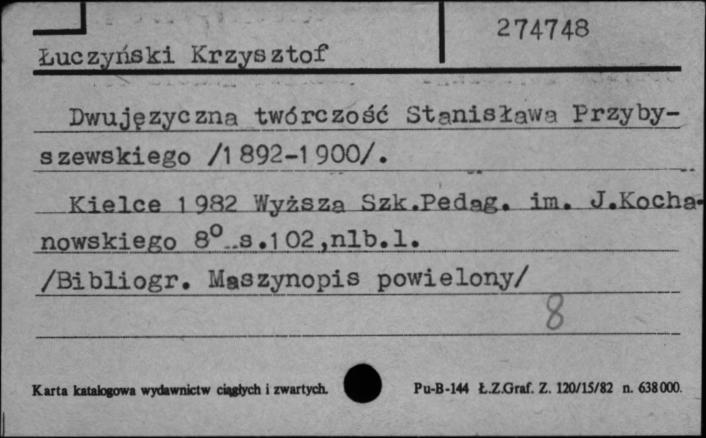 274748
Łuczyński Krzysztof
Dwujęzyczna twórczość Stanisława Przyby-
szewskiego /1892-1900/.
Kielce 1982 Wyższa Szk.Pedag. im. J.Kocha-
nowskiego 8° s.102,nlb.1.
/Bibliogr. Maszynopis powielony/
8
Karta katalogowa wydawnictw ciągłych i zwartych. Pu-B-144 Ł.Z.Graf. Z. 120/15/82 n. 638000.